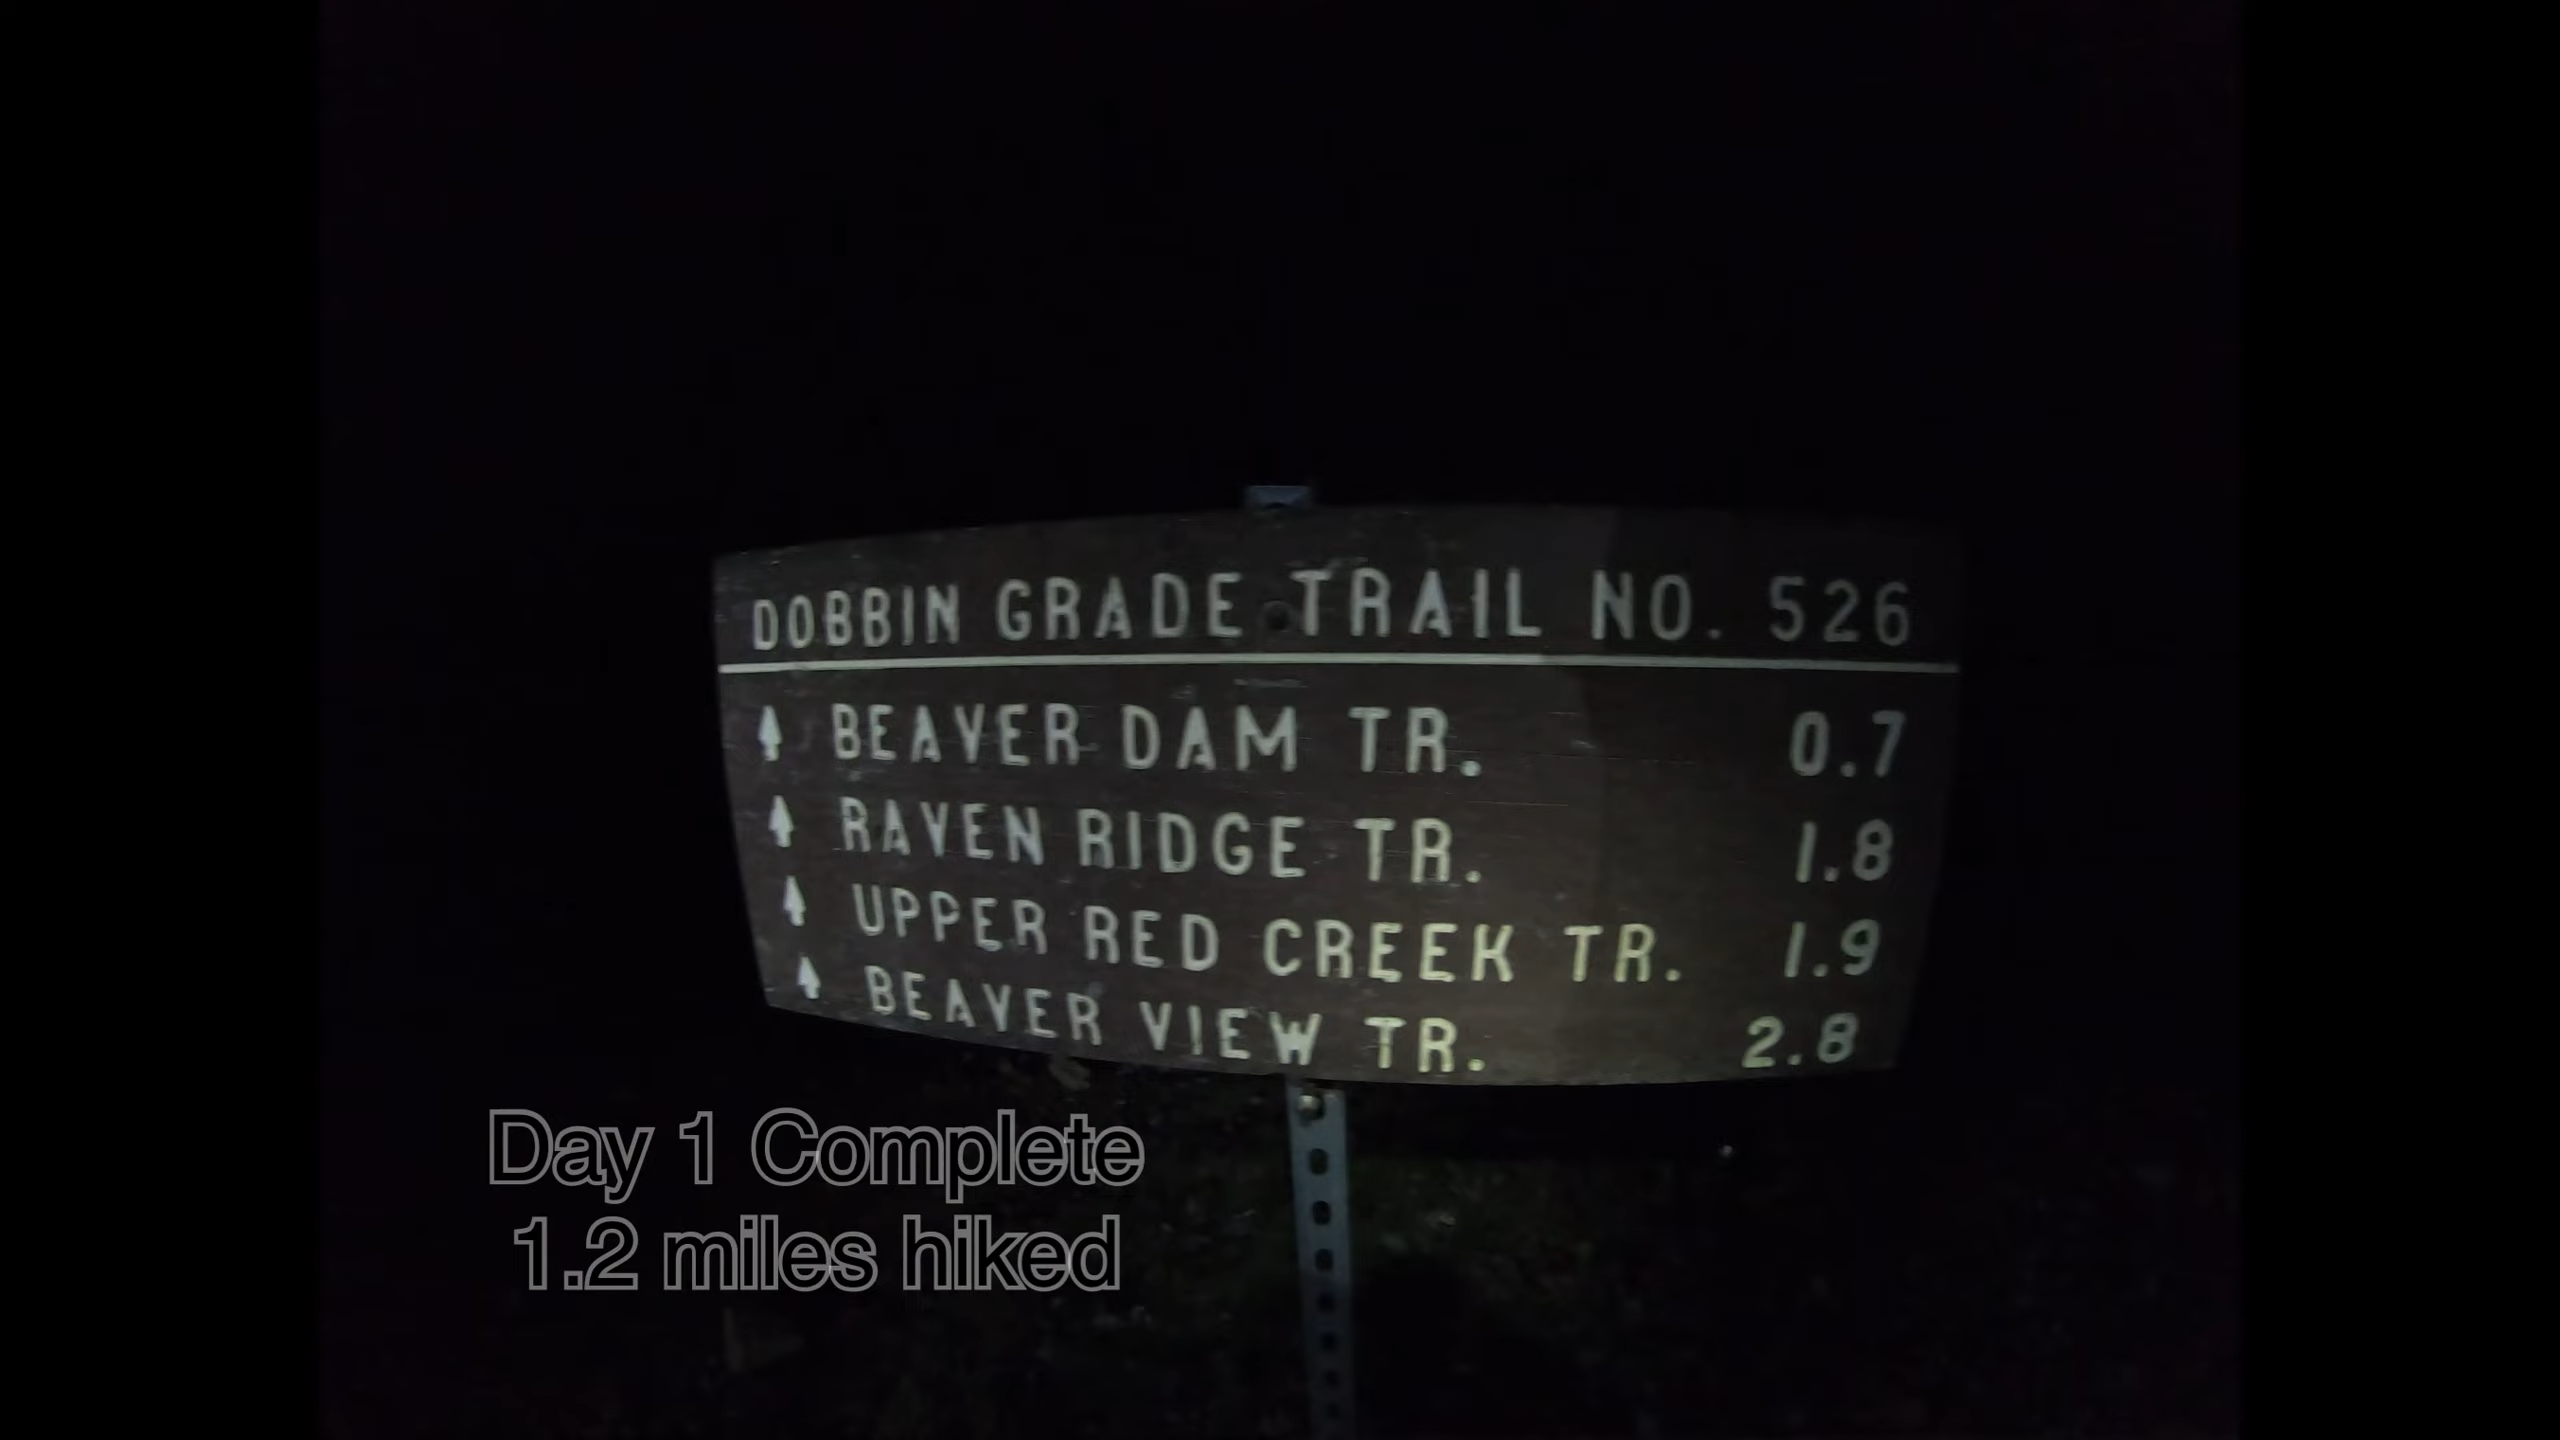 DOBBIN GRADE TRAIL NO. 526
BEAVER DAM TR. 0.7
RAVEN RIDGE TR. 1.8
UPPER RED CREEK TR. 1.9
BEAVER VIEW TR. 2.8
Day 1 Complete
1.2 miles hiked